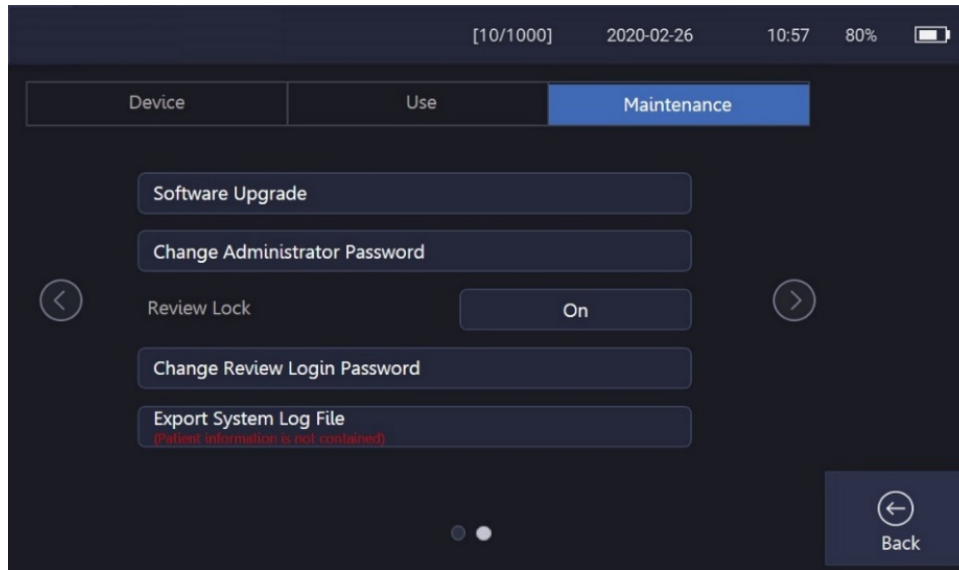 [10/1000] 2020-02-26 10:57 80%
Device Use Maintenance
Software Upgrade
Change Administrator Password
Review Lock On
Change Review Login Password
Export System Log File
(Patient information is not contained)
Back